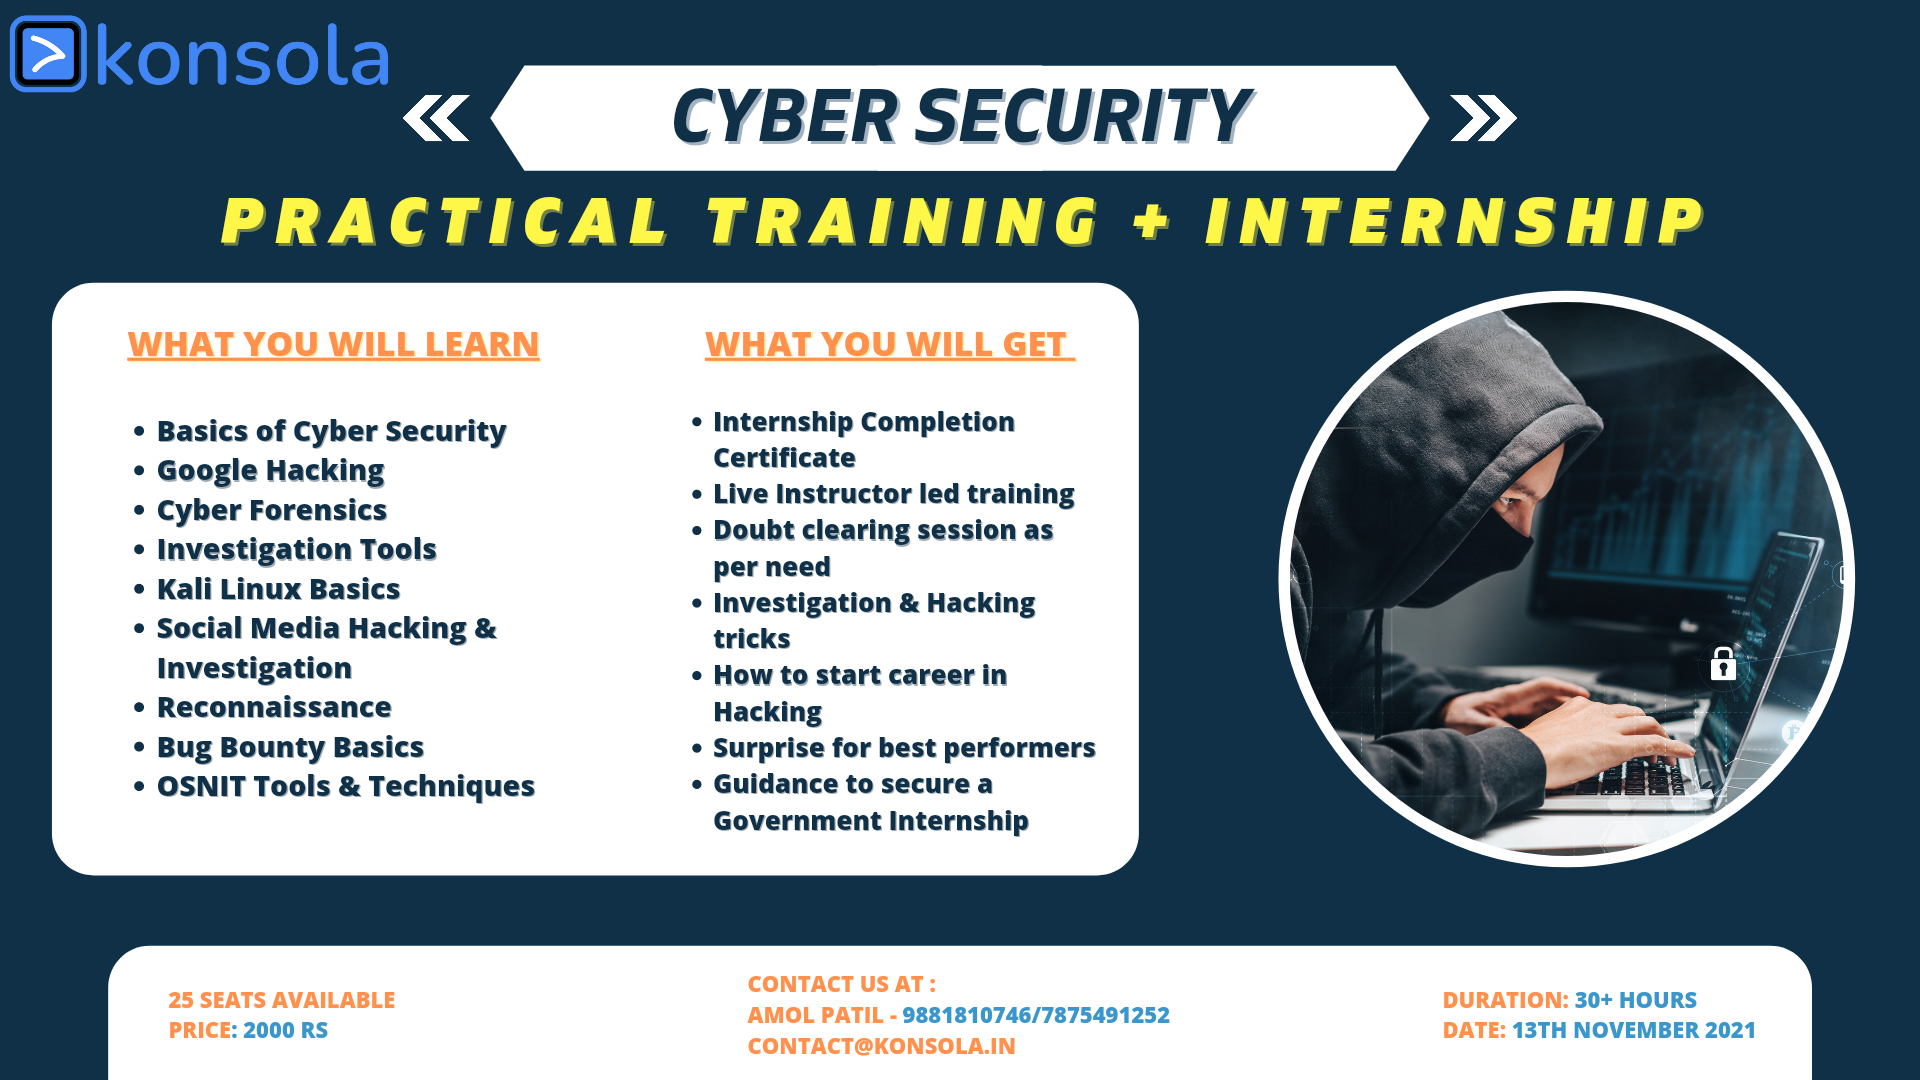 konsola
CYBER SECURITY
PRACTICAL TRAINING + INTERNSHIP
WHAT YOU WILL LEARN
Basics of Cyber Security
Google Hacking
Cyber Forensics
Investigation Tools
Kali Linux Basics
Social Media Hacking &
Investigation
Reconnaissance
Bug Bounty Basics
OSNIT Tools & Techniques
WHAT YOU WILL GET
Internship Completion
Certificate
Live Instructor led training
Doubt clearing session as
per need
Investigation & Hacking
tricks
How to start career in
Hacking
Surprise for best performers
Guidance to secure a
Government Internship
25 SEATS AVAILABLE
PRICE: 2000 RS
CONTACT US AT :
AMOL PATIL - 9881810746/7875491252
CONTACT@KONSOLA.IN
DURATION: 30+ HOURS
DATE: 13TH NOVEMBER 2021